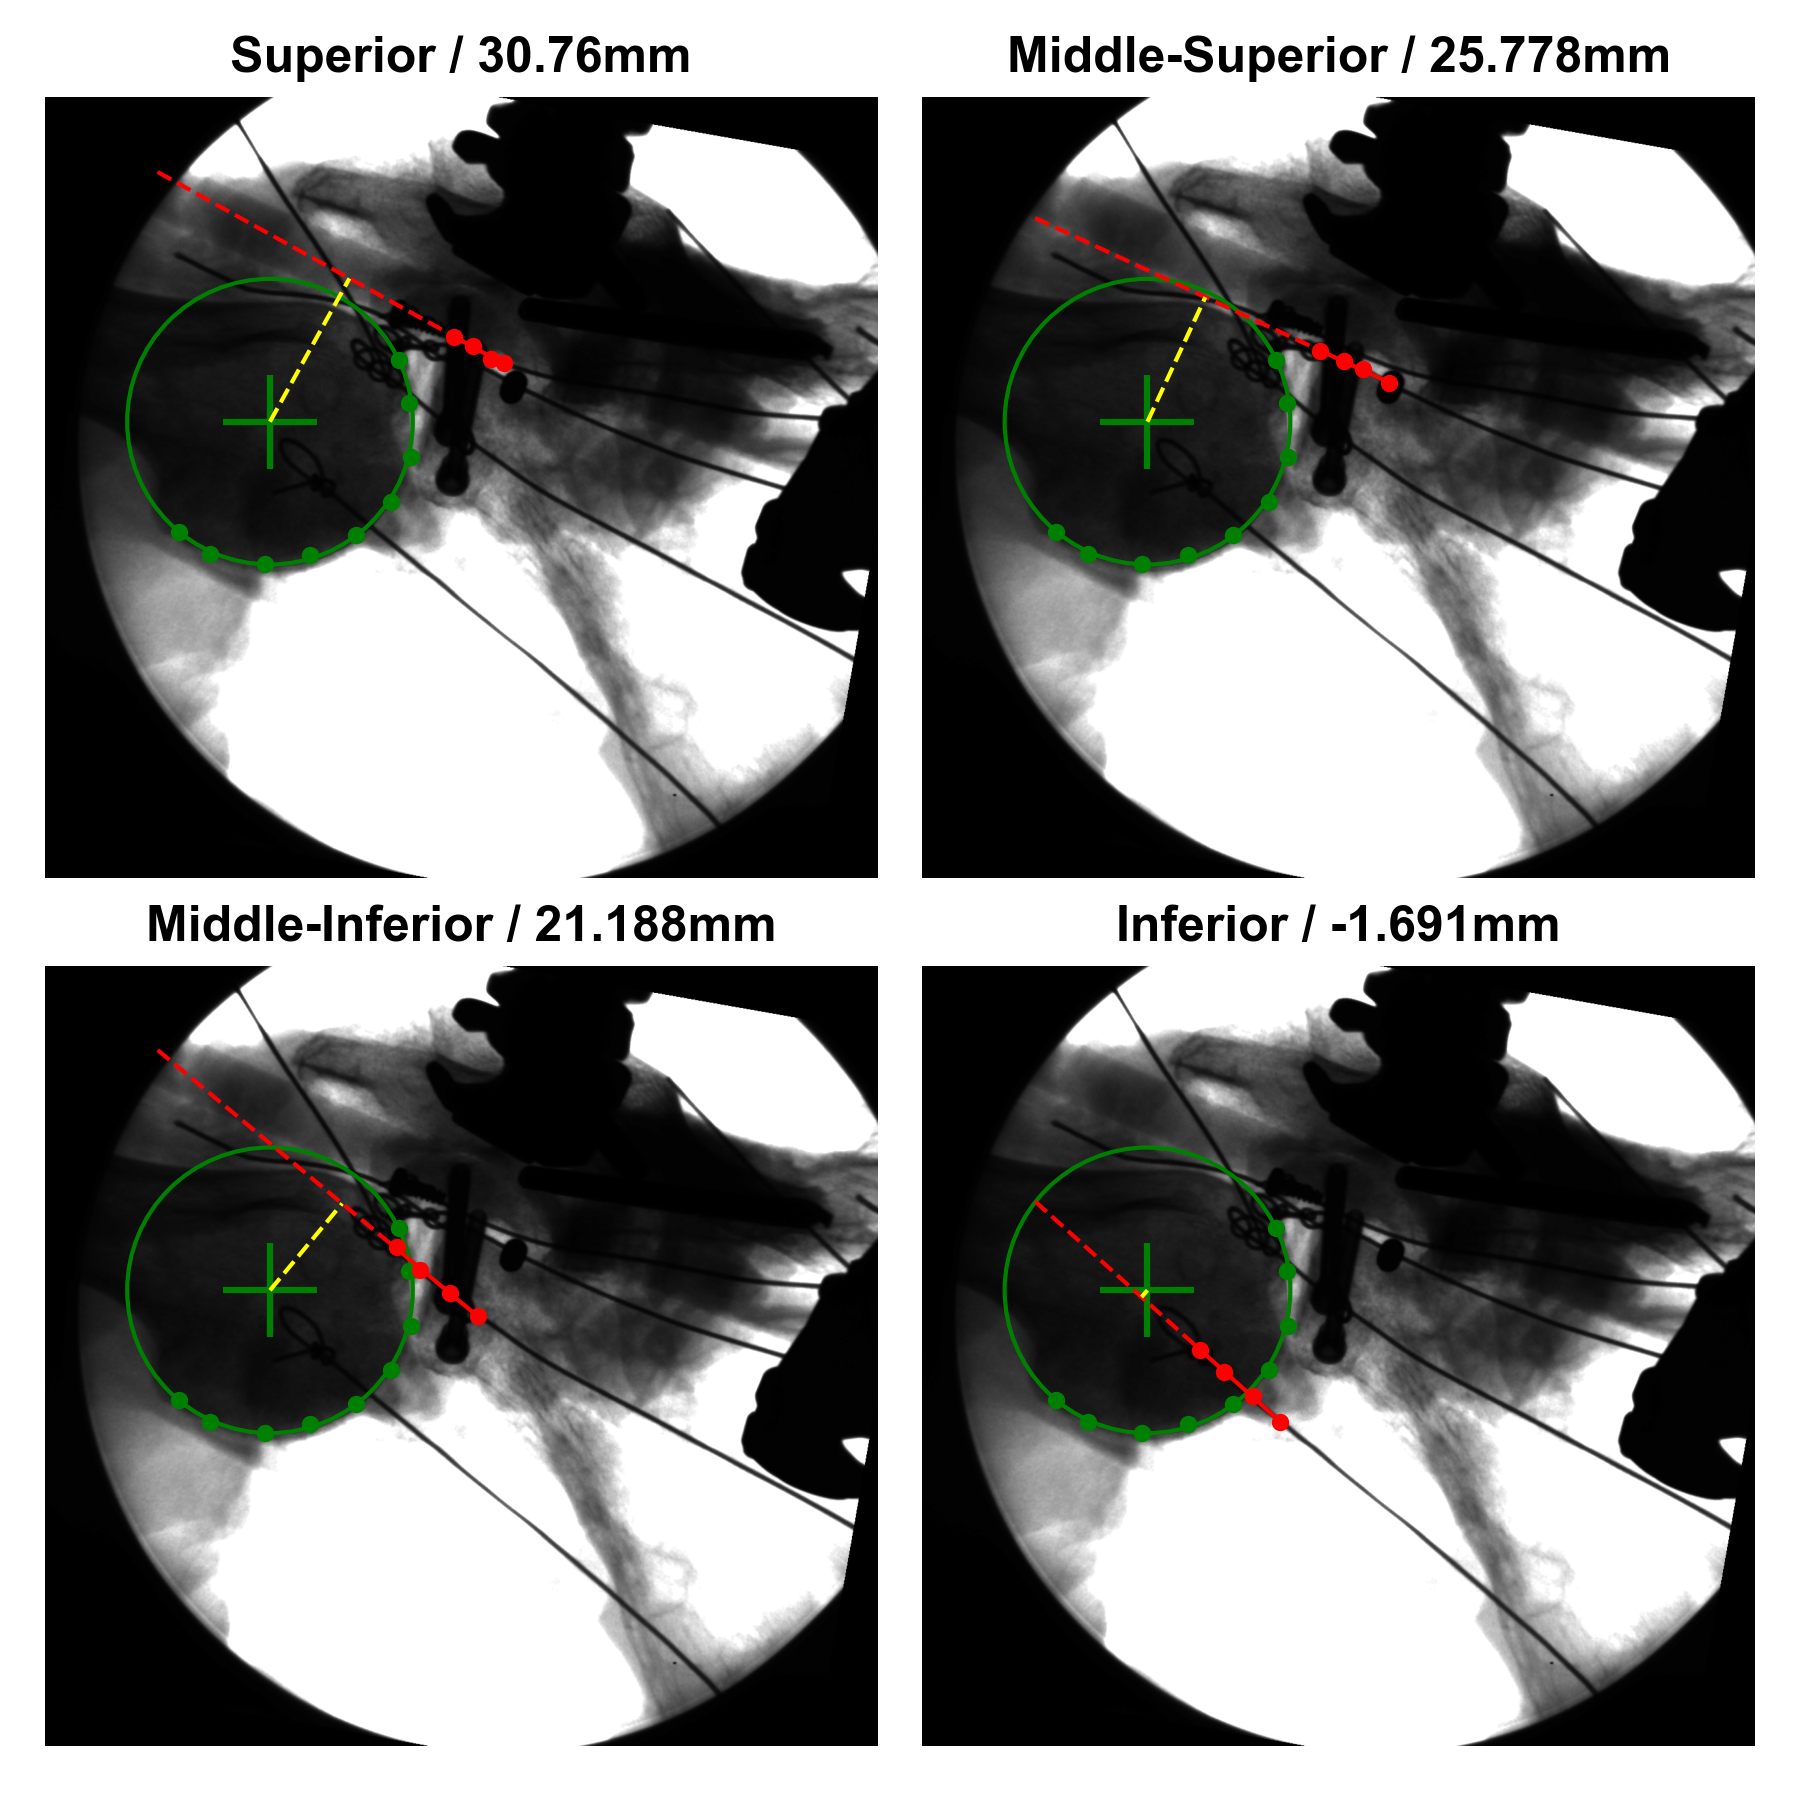 Superior / 30.76mm
Middle-Superior / 25.778mm
Middle-Inferior / 21.188mm
Inferior / -1.691mm